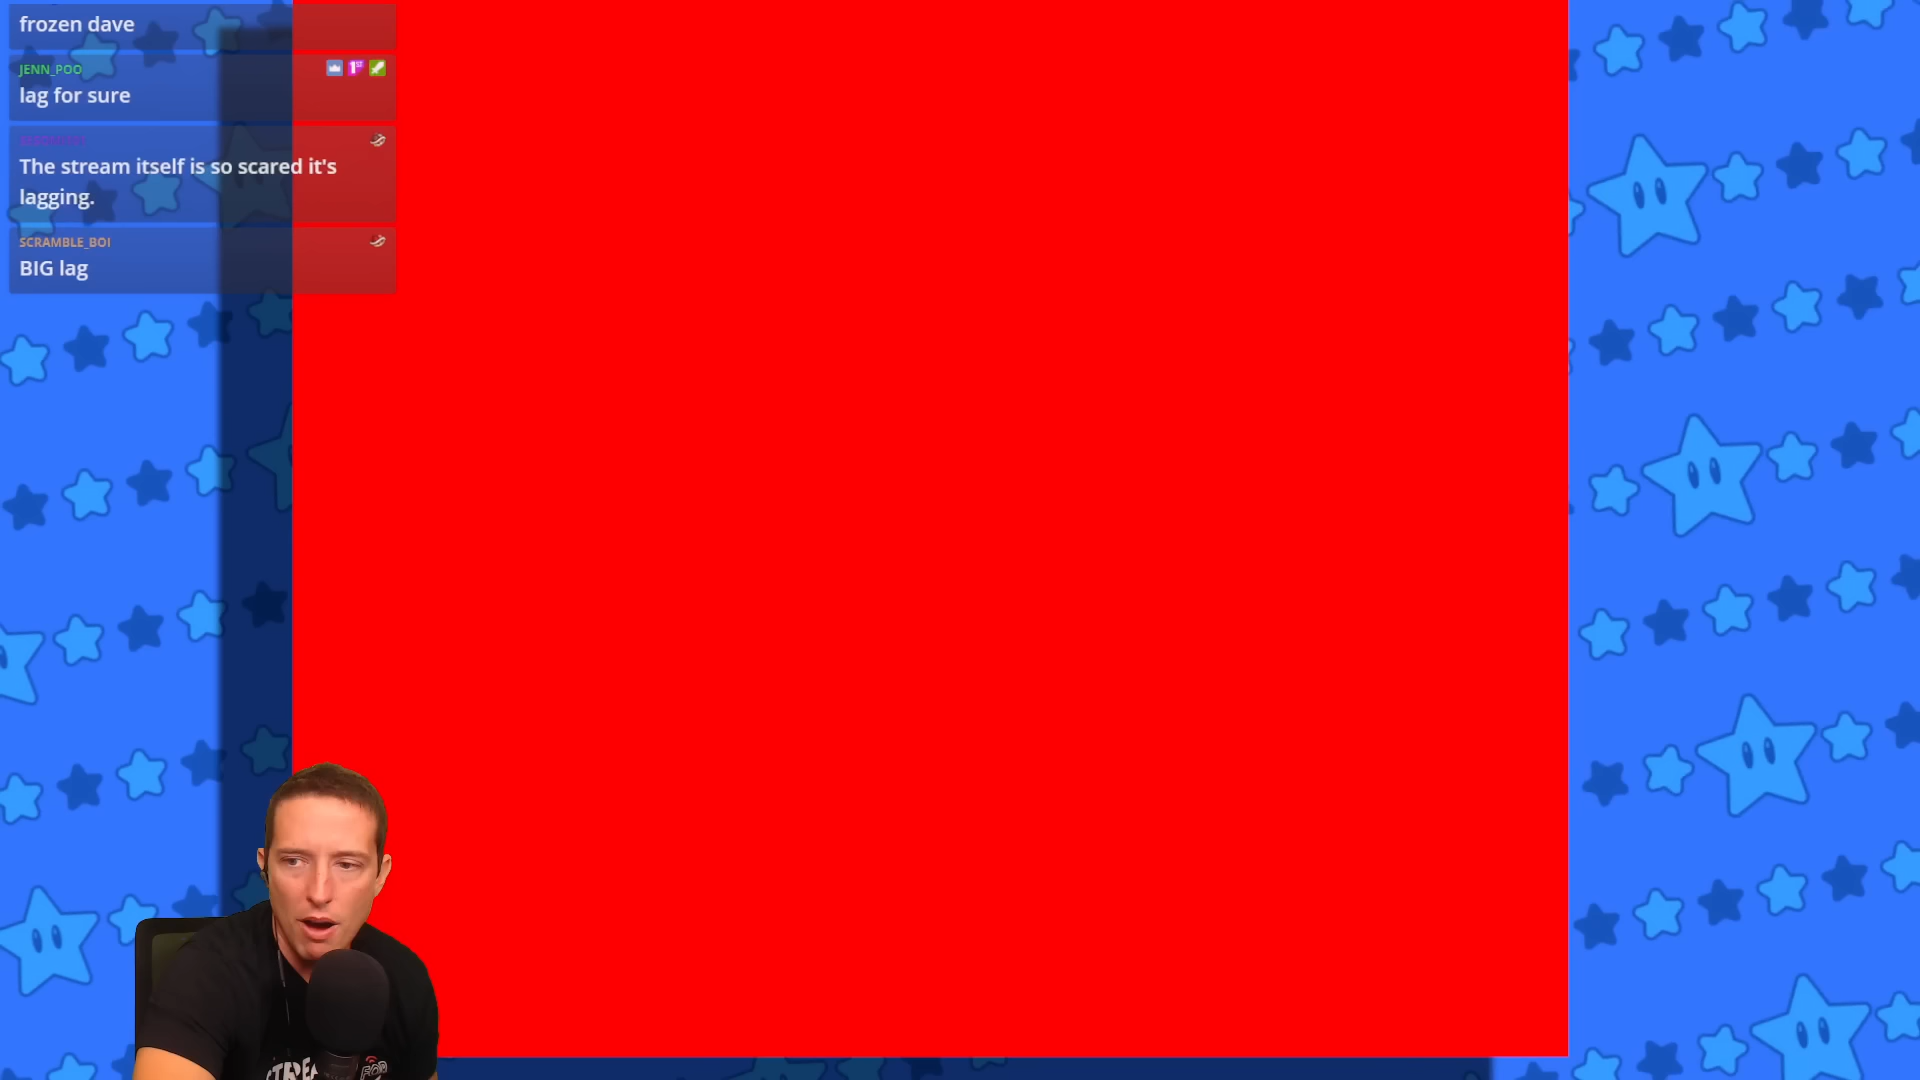 frozen dave
JENN_POO
lag for sure
The stream itself is so scared it's
lagging.
SCRAMBLE_BOI
BIG lag